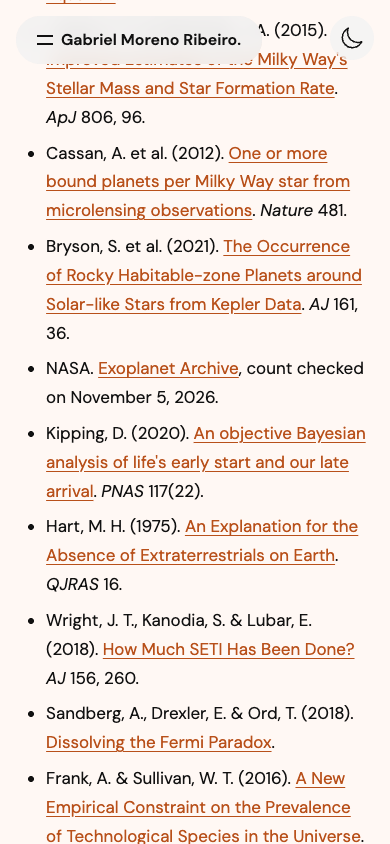 Gabriel Moreno Ribeiro.
A. (2015).
Improved Estimates of the Milky Way's
Stellar Mass and Star Formation Rate.
ApJ 806, 96.
Cassan, A. et al. (2012). One or more
bound planets per Milky Way star from
microlensing observations. Nature 481.
Bryson, S. et al. (2021). The Occurrence
of Rocky Habitable-zone Planets around
Solar-like Stars from Kepler Data. AJ 161,
36.
NASA. Exoplanet Archive, count checked
on November 5, 2026.
Kipping, D. (2020). An objective Bayesian
analysis of life's early start and our late
arrival. PNAS 117(22).
Hart, M. H. (1975). An Explanation for the
Absence of Extraterrestrials on Earth.
QJRAS 16.
Wright, J. T., Kanodia, S. & Lubar, E.
(2018). How Much SETI Has Been Done?
AJ 156, 260.
Sandberg, A., Drexler, E. & Ord, T. (2018).
Dissolving the Fermi Paradox.
Frank, A. & Sullivan, W. T. (2016). A New
Empirical Constraint on the Prevalence
of Technological Species in the Universe.